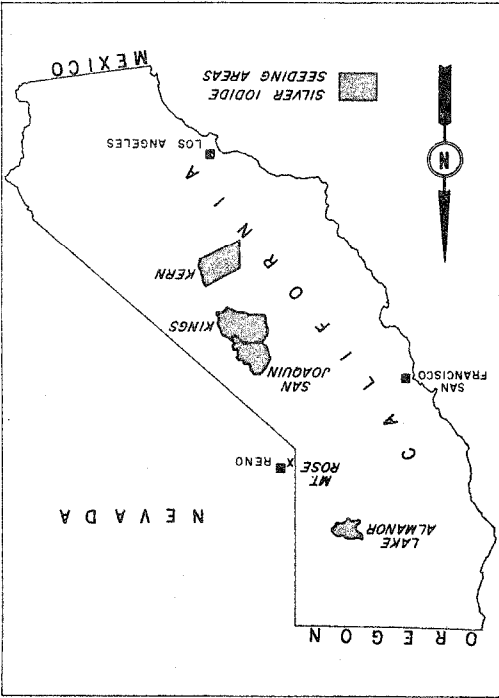 OREGON
LAKE
ALMANOR
NEVADA
MT.
ROSE
X
RENO
SAN
FRANCISCO
CALIFORNIA
SAN
JOAQUIN
KINGS
KERN
LOS ANGELES
N
SILVER IODIDE
SEEDING AREAS
MEXICO